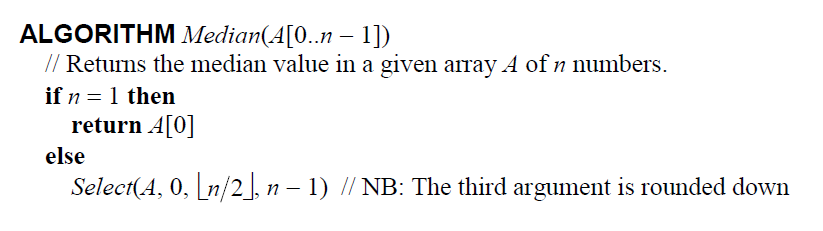 ALGORITHM Median(A[0..n – 1])
// Returns the median value in a given array A of n numbers.
if n = 1 then
return A[0]
else
Select(A, 0, ⌊n/2⌋, n – 1) // NB: The third argument is rounded down